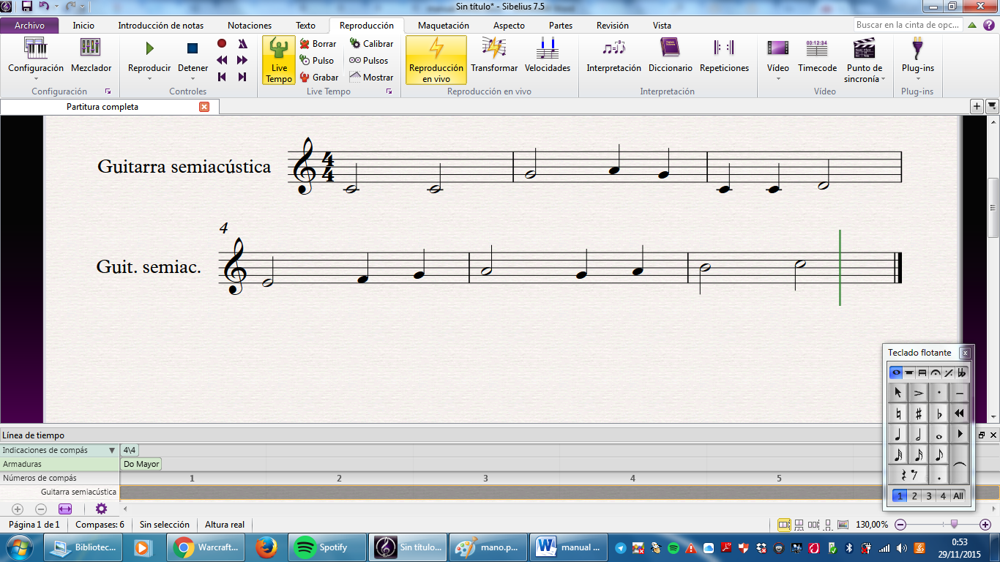 Sin título* - Sibelius 7.5
Archivo Inicio Introducción de notas Notaciones Texto Reproducción Maquetación Aspecto Partes Revisión Vista Buscar en la cinta de opc...
Configuración Mezclador Reproducir Detener Live Tempo Borrar Calibrar Reproducción en vivo Transformar Velocidades Interpretación Diccionario Repeticiones Vídeo Timecode 00:12:34 Punto de sincronía Plug-ins
Pulso Pulsos
Grabar Mostrar
Configuración Controles Live Tempo Reproducción en vivo Interpretación Vídeo Plug-ins
Partitura completa
Guitarra semiacústica 4 4
4
Guit. semiac.
Teclado flotante
Línea de tiempo
Indicaciones de compás 4\4
Armaduras Do Mayor
Números de compás 1 2 3 4 5
Guitarra semiacústica
1 2 3 4 All
Página 1 de 1 Compases: 6 Sin selección Altura real 130,00%
Bibliotec... Warcraft... Spotify Sin título... mano.p... manual ... 0:53
29/11/2015